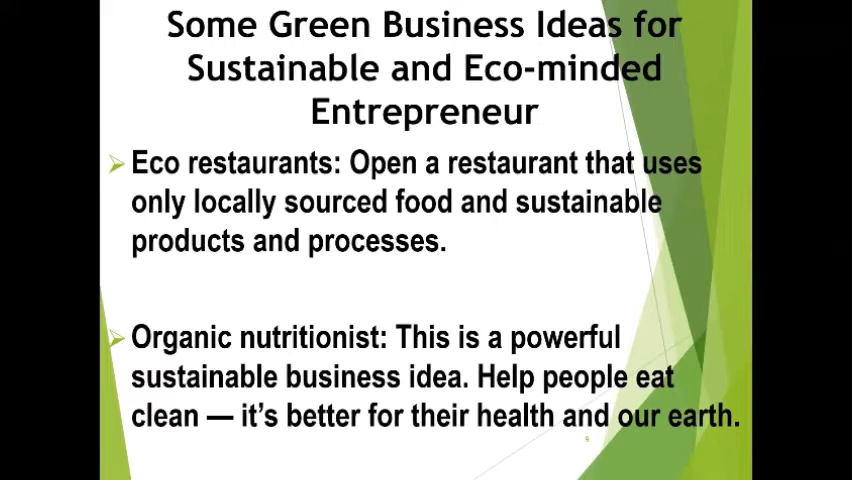 Some Green Business Ideas for
Sustainable and Eco-minded
Entrepreneur
Eco restaurants: Open a restaurant that uses
only locally sourced food and sustainable
products and processes.
Organic nutritionist: This is a powerful
sustainable business idea. Help people eat
clean — it's better for their health and our earth.